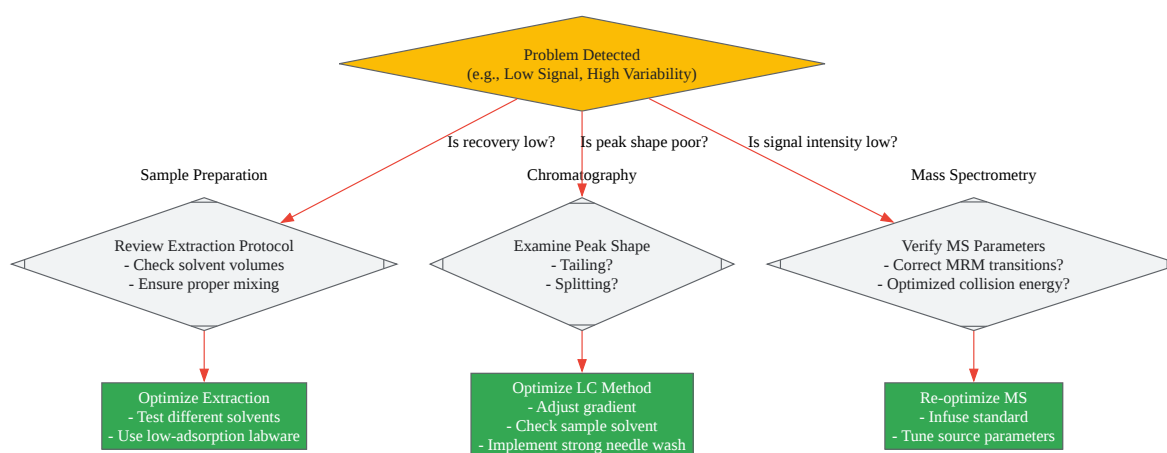 Problem Detected
(e.g., Low Signal, High Variability)
Is recovery low?
Is peak shape poor?
Is signal intensity low?
Sample Preparation
Chromatography
Mass Spectrometry
Review Extraction Protocol
- Check solvent volumes
- Ensure proper mixing
Examine Peak Shape
- Tailing?
- Splitting?
Verify MS Parameters
- Correct MRM transitions?
- Optimized collision energy?
Optimize Extraction
- Test different solvents
- Use low-adsorption labware
Optimize LC Method
- Adjust gradient
- Check sample solvent
- Implement strong needle wash
Re-optimize MS
- Infuse standard
- Tune source parameters